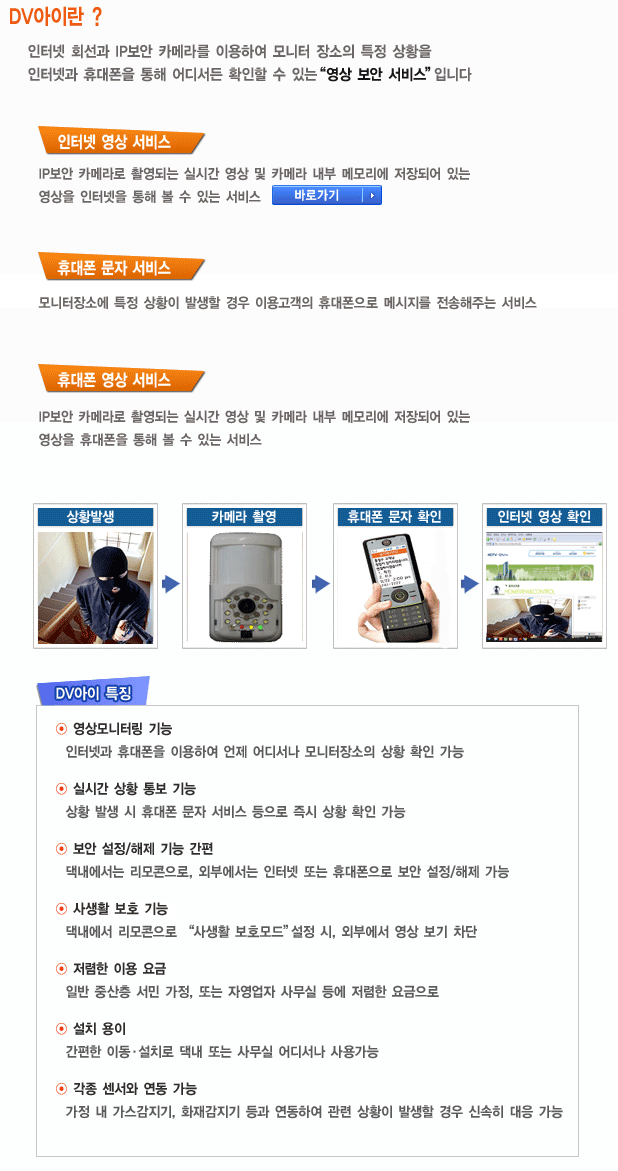 DV아이란 ?
인터넷 회선과 IP보안 카메라를 이용하여 모니터 장소의 특정 상황을
인터넷과 휴대폰을 통해 어디서든 확인할 수 있는 “영상 보안 서비스” 입니다
인터넷 영상 서비스
IP보안 카메라로 촬영되는 실시간 영상 및 카메라 내부 메모리에 저장되어 있는
영상을 인터넷을 통해 볼 수 있는 서비스 바로가기
휴대폰 문자 서비스
모니터장소에 특정 상황이 발생할 경우 이용고객의 휴대폰으로 메시지를 전송해주는 서비스
휴대폰 영상 서비스
IP보안 카메라로 촬영되는 실시간 영상 및 카메라 내부 메모리에 저장되어 있는
영상을 휴대폰을 통해 볼 수 있는 서비스
상황발생 카메라 촬영 휴대폰 문자 확인 인터넷 영상 확인
DV아이 특징
영상모니터링 기능
인터넷과 휴대폰을 이용하여 언제 어디서나 모니터장소의 상황 확인 가능
실시간 상황 통보 기능
상황 발생 시 휴대폰 문자 서비스 등으로 즉시 상황 확인 가능
보안 설정/해제 기능 간편
댁내에서는 리모콘으로, 외부에서는 인터넷 또는 휴대폰으로 보안 설정/해제 가능
사생활 보호 기능
댁내에서 리모콘으로 “사생활 보호모드” 설정 시, 외부에서 영상 보기 차단
저렴한 이용 요금
일반 중산층 서민 가정, 또는 자영업자 사무실 등에 저렴한 요금으로
설치 용이
간편한 이동·설치로 댁내 또는 사무실 어디서나 사용가능
각종 센서와 연동 가능
가정 내 가스감지기, 화재감지기 등과 연동하여 관련 상황이 발생할 경우 신속히 대응 가능